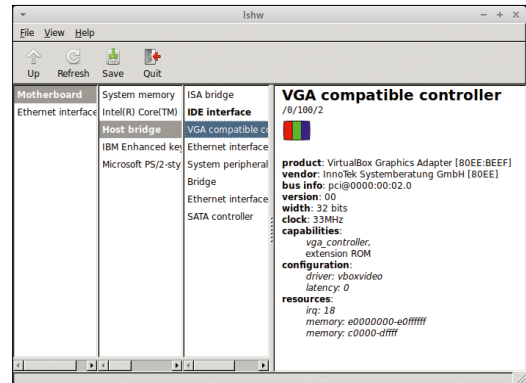 lshw
File View Help
Up Refresh Save Quit
Motherboard
Ethernet interface
System memory
Intel(R) Core(TM)
Host bridge
IBM Enhanced key
Microsoft PS/2-sty
ISA bridge
IDE interface
VGA compatible co
Ethernet interface
System peripheral
Bridge
Ethernet interface
SATA controller
VGA compatible controller
/0/100/2
product: VirtualBox Graphics Adapter [80EE:BEEF]
vendor: InnoTek Systemberatung GmbH [80EE]
bus info: pci@0000:00:02.0
version: 00
width: 32 bits
clock: 33MHz
capabilities:
vga_controller,
extension ROM
configuration:
driver: vboxvideo
latency: 0
resources:
irq: 18
memory: e0000000-e0ffffff
memory: c0000-dffff